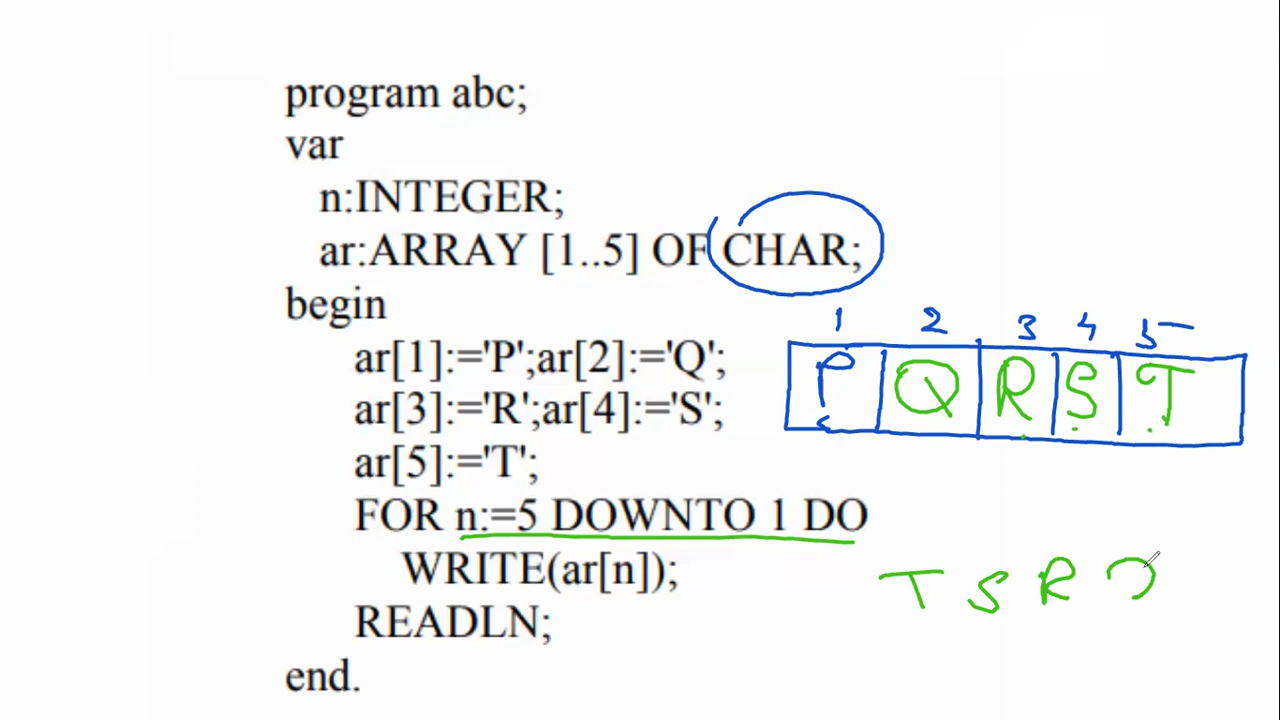 program abc;
var
n:INTEGER;
ar:ARRAY [1..5] OF CHAR;
begin
1 2 3 4 5
ar[1]:='P';ar[2]:='Q';
P Q R S T
ar[3]:='R';ar[4]:='S';
ar[5]:='T';
FOR n:=5 DOWNTO 1 DO
WRITE(ar[n]);
T S R
READLN;
end.